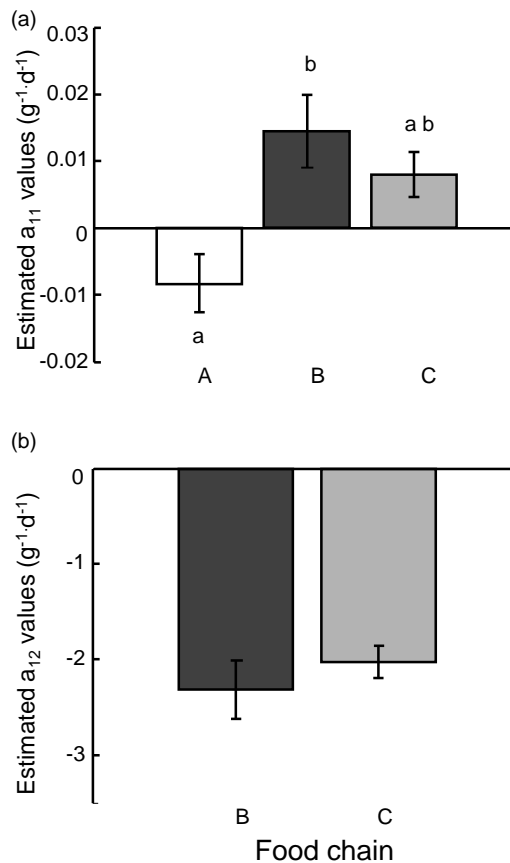 (a)
Estimated a₁₁ values (g⁻¹·d⁻¹)
0.03
0.02
0.01
0
-0.01
-0.02
b
a b
a
A B C
(b)
Estimated a₁₂ values (g⁻¹·d⁻¹)
0
-1
-2
-3
B C
Food chain